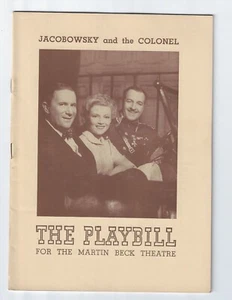 JACOBOWSKY and the COLONEL
THE PLAYBILL
FOR THE MARTIN BECK THEATRE